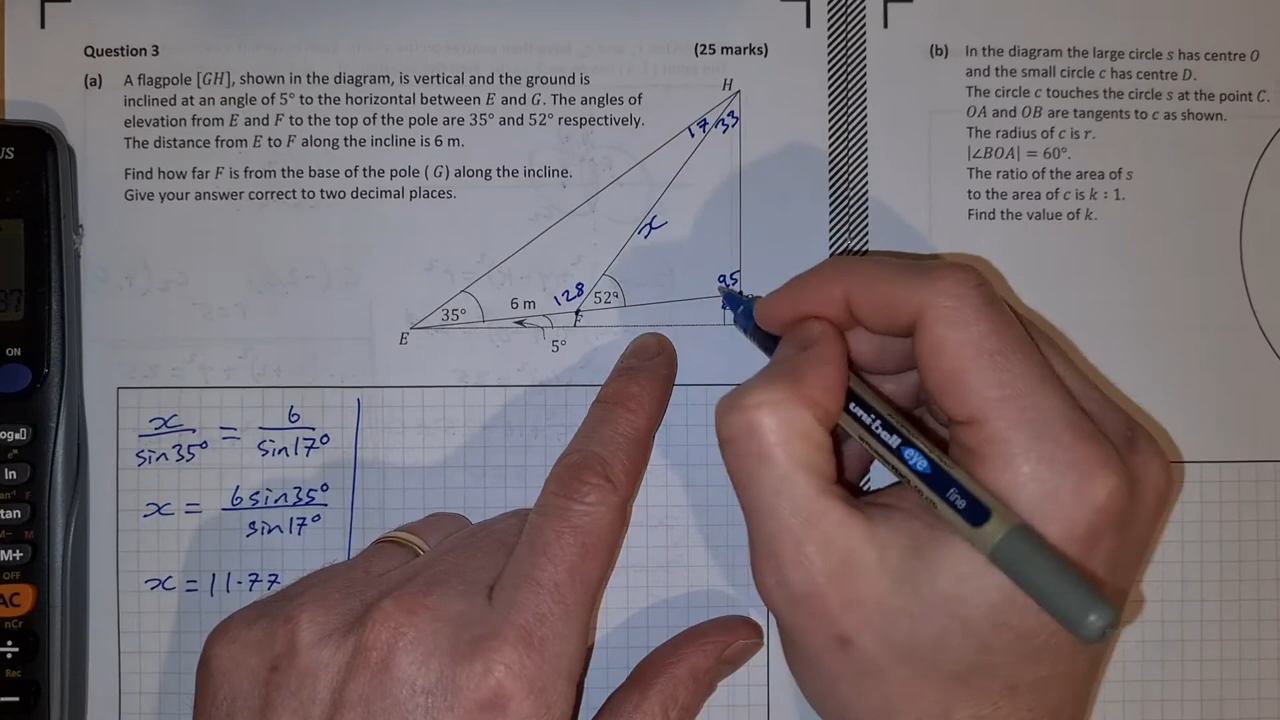 Question 3
(25 marks)
(a) A flagpole [GH], shown in the diagram, is vertical and the ground is
inclined at an angle of 5° to the horizontal between E and G. The angles of
elevation from E and F to the top of the pole are 35° and 52° respectively.
The distance from E to F along the incline is 6 m.
Find how far F is from the base of the pole ( G) along the incline.
Give your answer correct to two decimal places.
H
17
33
x
95
128
52°
6 m
35°
F
E
5°
x/sin35° = 6/sin17°
x = 6sin35°/sin17°
x = 11.77
(b) In the diagram the large circle s has centre O
and the small circle c has centre D.
The circle c touches the circle s at the point C.
OA and OB are tangents to c as shown.
The radius of c is r.
|∠BOA| = 60°.
The ratio of the area of s
to the area of c is k : 1.
Find the value of k.
ON
ln
tan
M+
OFF
AC
÷
Rec
−
uni-ball eye
fine